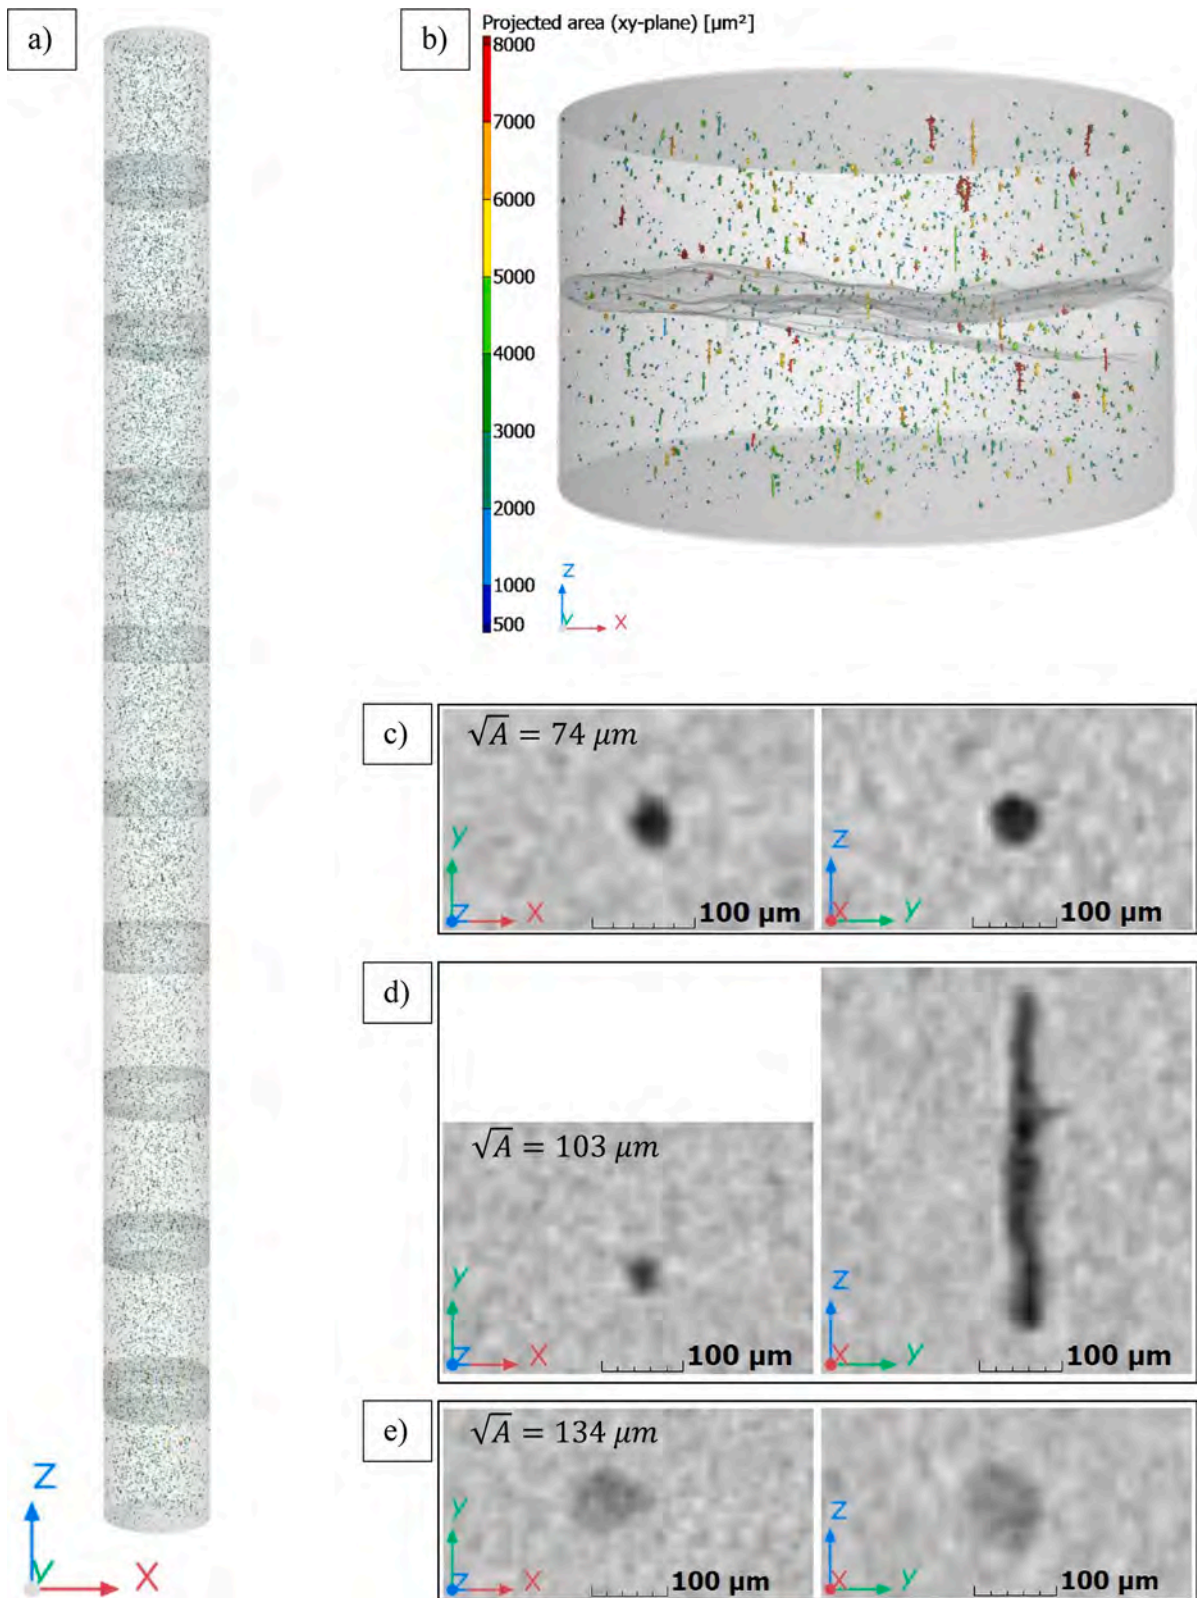 a)
b)
Projected area (xy-plane) [µm²]
8000
7000
6000
5000
4000
3000
2000
1000
500
Z
Y
X
c)
√A = 74 μm
y
Z
X
100 µm
Z
X
y
100 µm
d)
√A = 103 μm
y
Z
X
100 µm
Z
X
y
100 µm
e)
√A = 134 μm
y
Z
X
100 µm
Z
X
y
100 µm
Z
Y
X